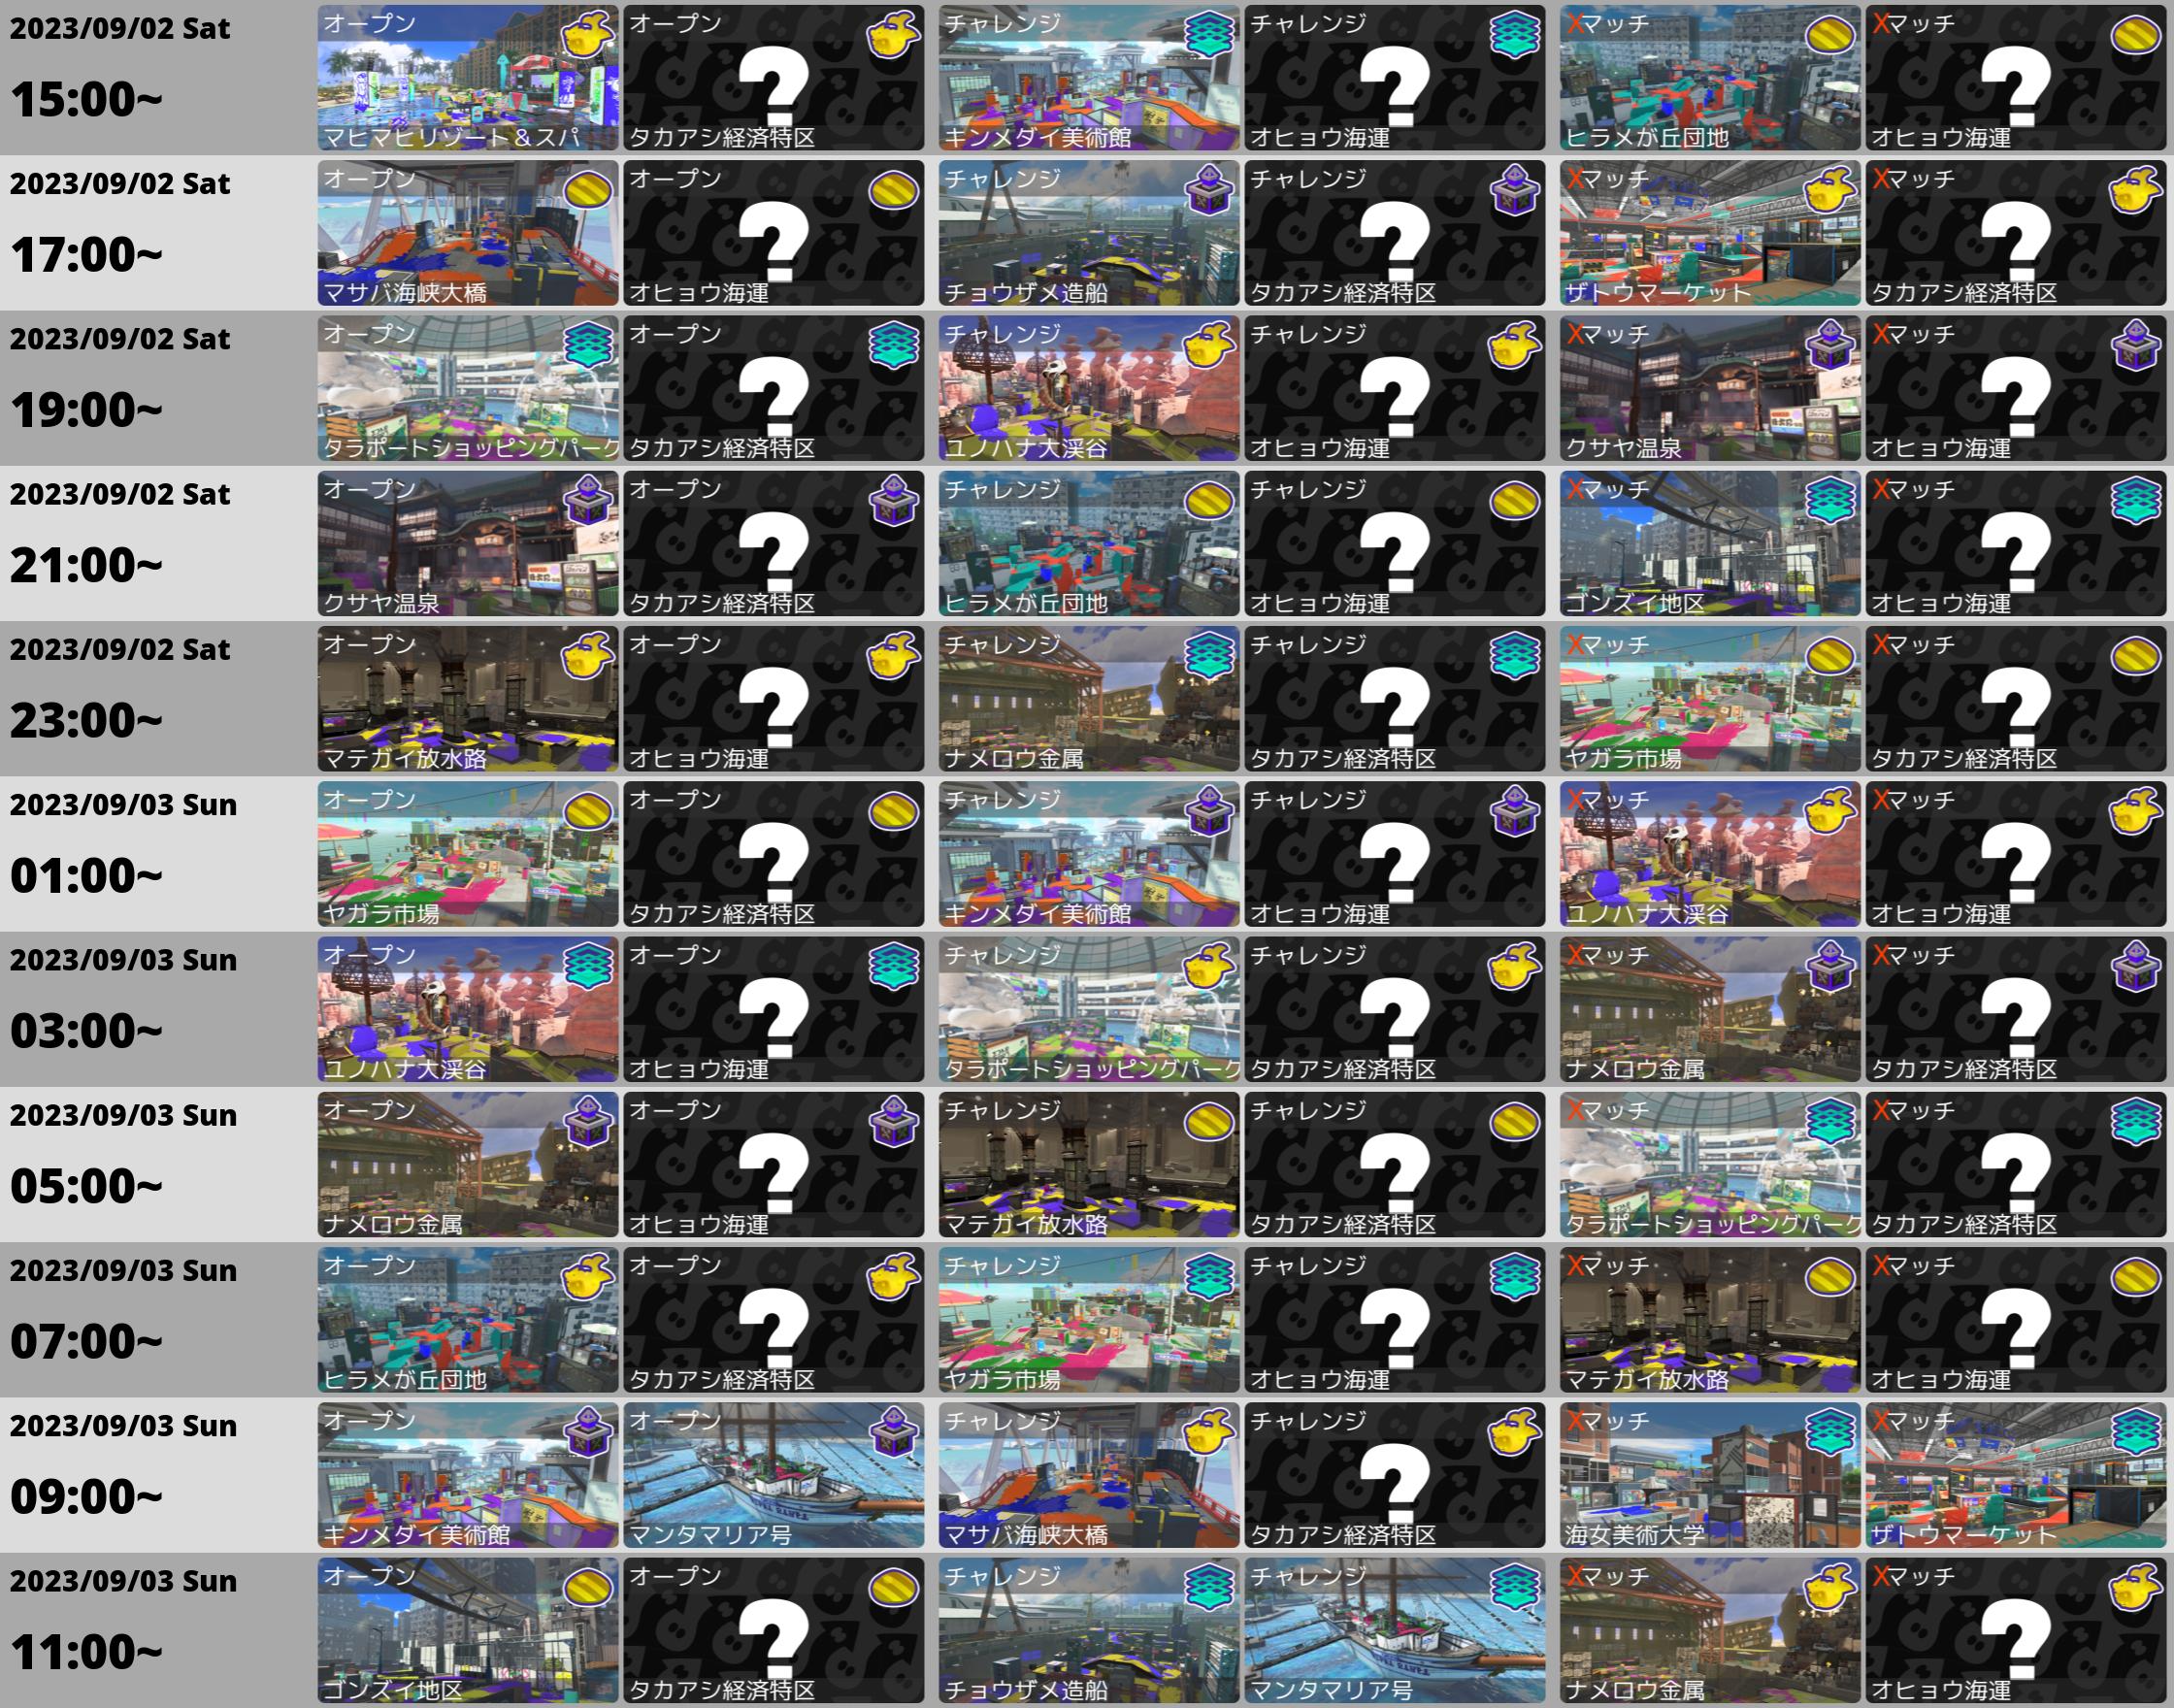 2023/09/02 Sat
15:00~
オープン
マヒマヒリゾート＆スパ
オープン
?
タカアシ経済特区
チャレンジ
キンメダイ美術館
チャレンジ
?
オヒョウ海運
Xマッチ
ヒラメが丘団地
Xマッチ
?
オヒョウ海運
2023/09/02 Sat
17:00~
オープン
マサバ海峡大橋
オープン
?
オヒョウ海運
チャレンジ
チョウザメ造船
チャレンジ
?
タカアシ経済特区
Xマッチ
ザトウマーケット
Xマッチ
?
タカアシ経済特区
2023/09/02 Sat
19:00~
オープン
タラポートショッピングパーク
オープン
?
タカアシ経済特区
チャレンジ
ユノハナ大渓谷
チャレンジ
?
オヒョウ海運
Xマッチ
クサヤ温泉
Xマッチ
?
オヒョウ海運
2023/09/02 Sat
21:00~
オープン
クサヤ温泉
オープン
?
タカアシ経済特区
チャレンジ
ヒラメが丘団地
チャレンジ
?
オヒョウ海運
Xマッチ
ゴンズイ地区
Xマッチ
?
オヒョウ海運
2023/09/02 Sat
23:00~
オープン
マテガイ放水路
オープン
?
オヒョウ海運
チャレンジ
ナメロウ金属
チャレンジ
?
タカアシ経済特区
Xマッチ
ヤガラ市場
Xマッチ
?
タカアシ経済特区
2023/09/03 Sun
01:00~
オープン
ヤガラ市場
オープン
?
タカアシ経済特区
チャレンジ
キンメダイ美術館
チャレンジ
?
オヒョウ海運
Xマッチ
ユノハナ大渓谷
Xマッチ
?
オヒョウ海運
2023/09/03 Sun
03:00~
オープン
ユノハナ大渓谷
オープン
?
オヒョウ海運
チャレンジ
タラポートショッピングパーク
チャレンジ
?
タカアシ経済特区
Xマッチ
ナメロウ金属
Xマッチ
?
タカアシ経済特区
2023/09/03 Sun
05:00~
オープン
ナメロウ金属
オープン
?
オヒョウ海運
チャレンジ
マテガイ放水路
チャレンジ
?
タカアシ経済特区
Xマッチ
タラポートショッピングパーク
Xマッチ
?
タカアシ経済特区
2023/09/03 Sun
07:00~
オープン
ヒラメが丘団地
オープン
?
タカアシ経済特区
チャレンジ
ヤガラ市場
チャレンジ
?
オヒョウ海運
Xマッチ
マテガイ放水路
Xマッチ
?
オヒョウ海運
2023/09/03 Sun
09:00~
オープン
キンメダイ美術館
オープン
マンタマリア号
チャレンジ
マサバ海峡大橋
チャレンジ
?
タカアシ経済特区
Xマッチ
海女美術大学
Xマッチ
ザトウマーケット
2023/09/03 Sun
11:00~
オープン
ゴンズイ地区
オープン
?
タカアシ経済特区
チャレンジ
チョウザメ造船
チャレンジ
マンタマリア号
Xマッチ
ナメロウ金属
Xマッチ
?
オヒョウ海運